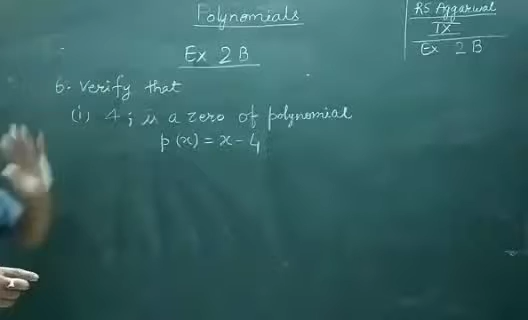 Polynomials
RS Aggarwal
IX
Ex 2B
Ex 2B
6. Verify that
(i) 4 ; is a zero of polynomial
p(x) = x - 4